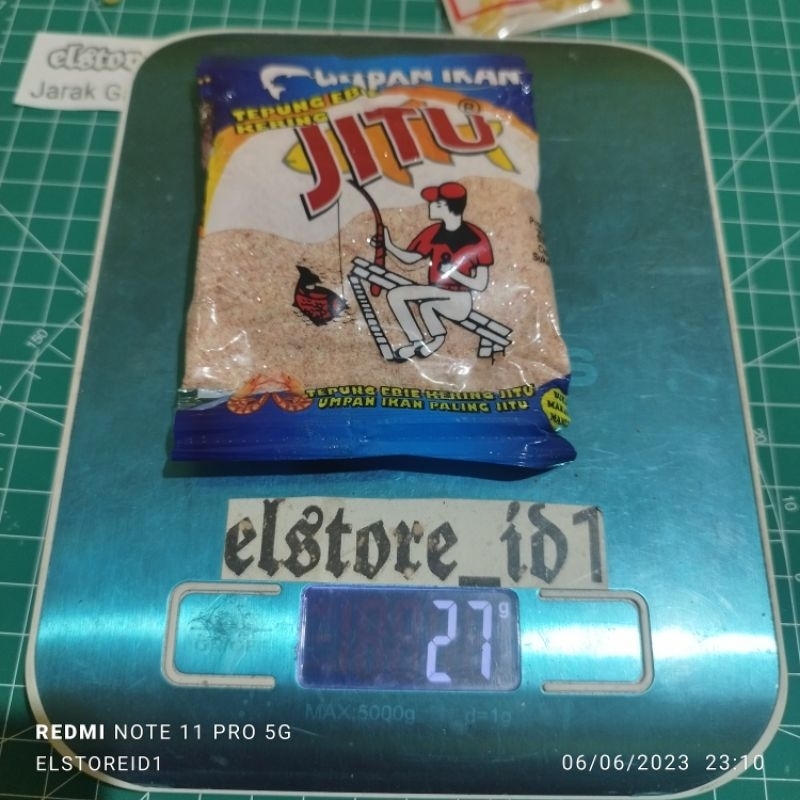 elstor
Jarak G
UMPAN IKAN
TEPUNG EBIE
KERING
JITU®
TEPUNG EBIE KERING JITU
UMPAN IKAN PALING JITU
elstore_id1
27g
MAX:5000g d=1g
REDMI NOTE 11 PRO 5G
ELSTOREID1
06/06/2023 23:10